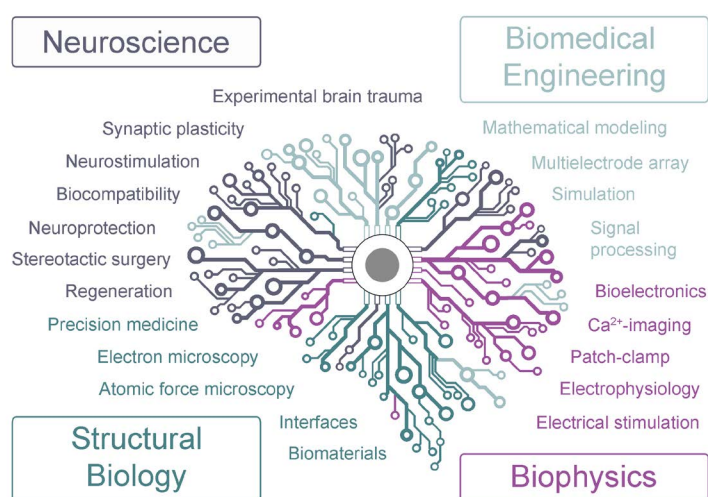 Neuroscience
Biomedical
Engineering
Experimental brain trauma
Synaptic plasticity
Mathematical modeling
Neurostimulation
Multielectrode array
Biocompatibility
Simulation
Neuroprotection
Signal
processing
Stereotactic surgery
Regeneration
Bioelectronics
Precision medicine
Ca²⁺-imaging
Electron microscopy
Patch-clamp
Atomic force microscopy
Electrophysiology
Interfaces
Electrical stimulation
Biomaterials
Structural
Biology
Biophysics